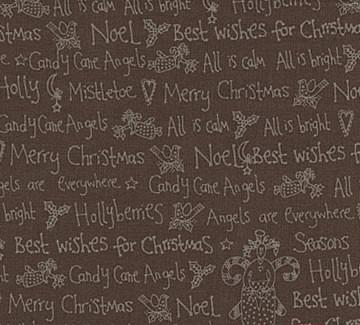 All is calm All is bright Hollyberries
NOEL Best wishes for Christmas
Candy Cane Angels All is calm All is bright
Holly Mistletoe Merry Christmas
Candy Cane Angels All is calm All is bright
Merry Christmas NOEL Best wishes for
Angels are everywhere. Candy Cane Angels
bright Hollyberries Angels are everywhere.
Best wishes for Christmas Seasons
Candy Cane Angels Holly
Merry Christmas NOEL Best